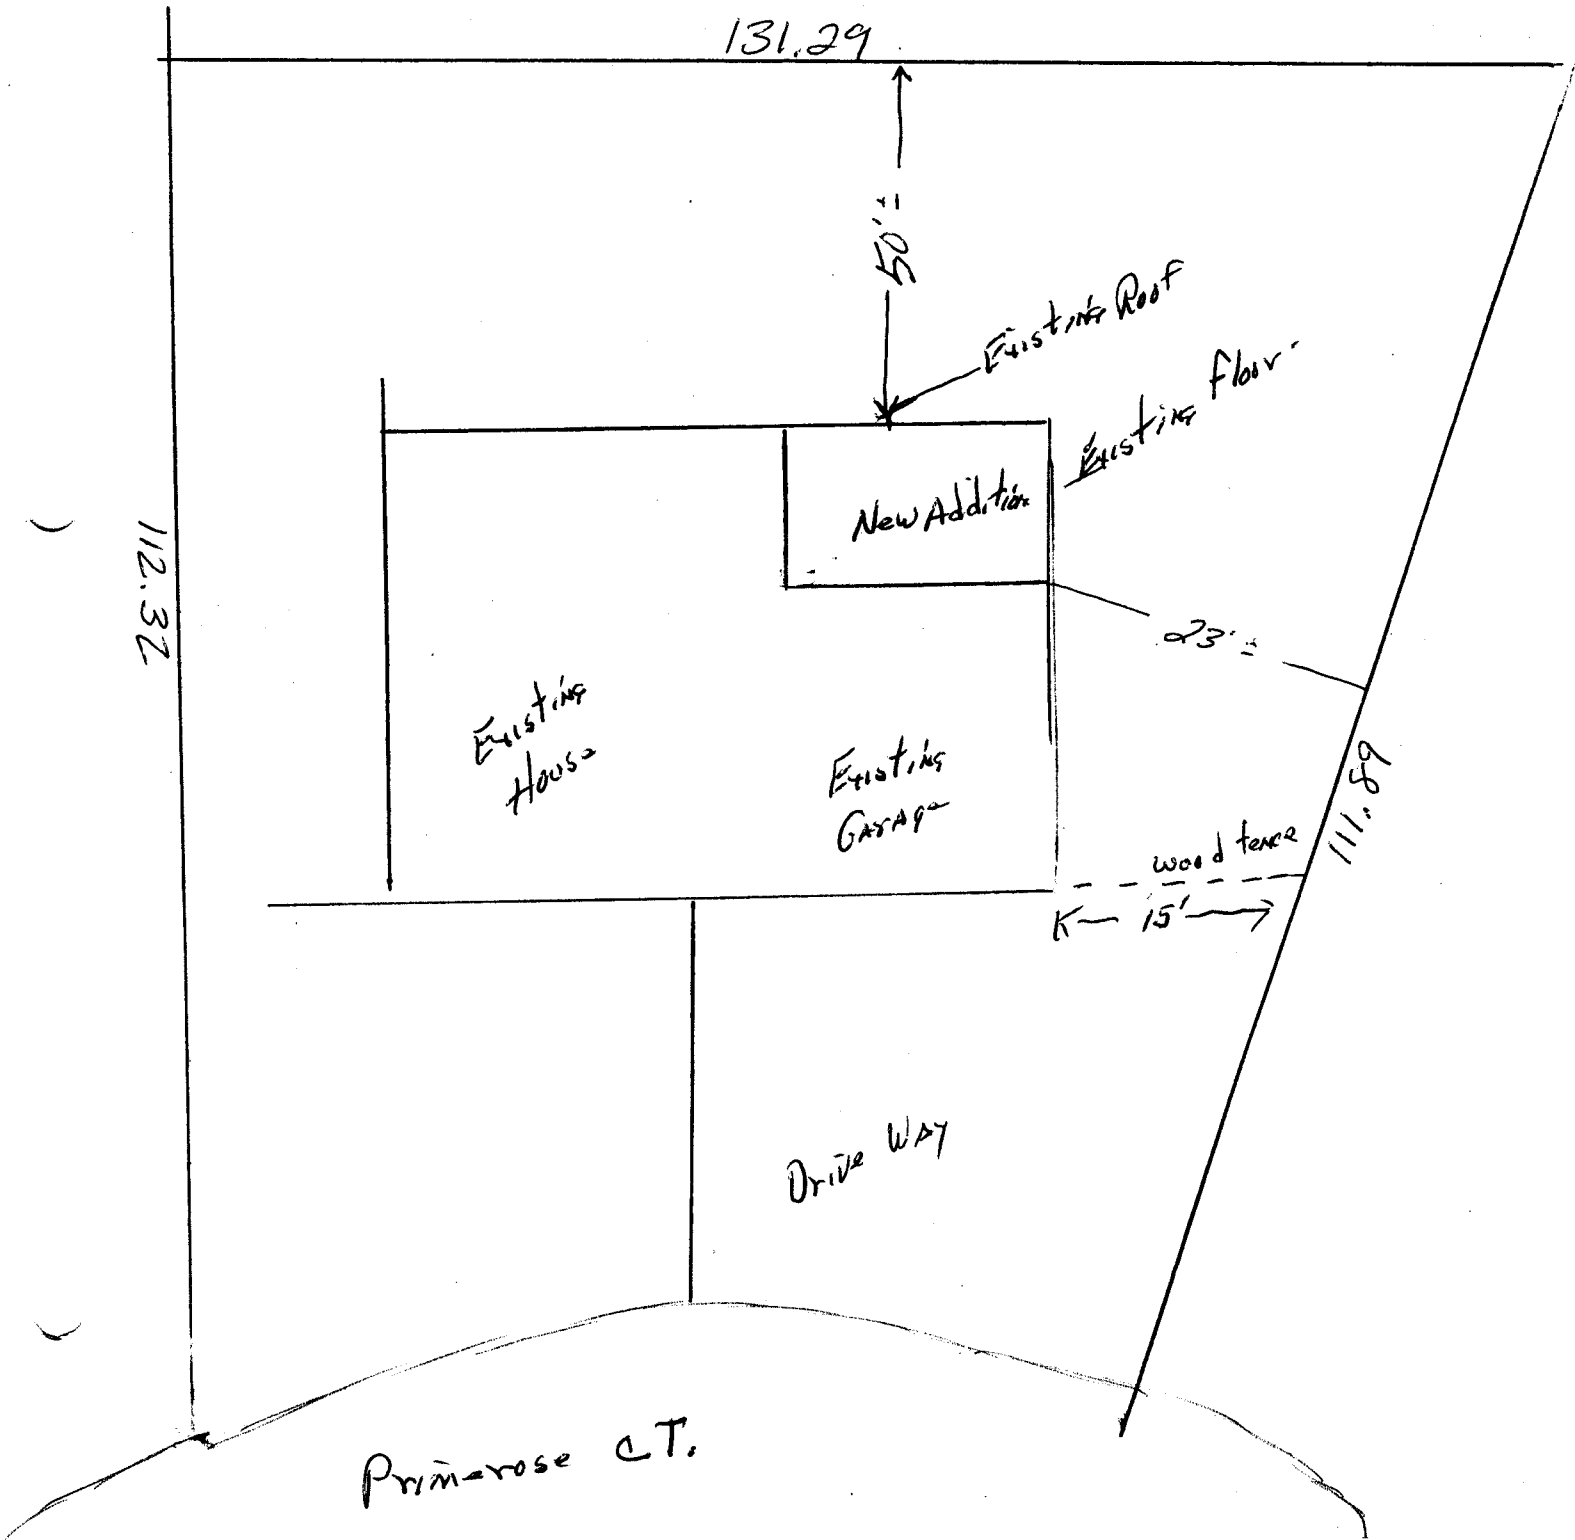 131.29
50'±
Existing Roof
Existing Floor
New Addition
112.32
23'±
Existing
House
Existing
Garage
111.89
wood fence
15'
Drive Way
Primerose CT.